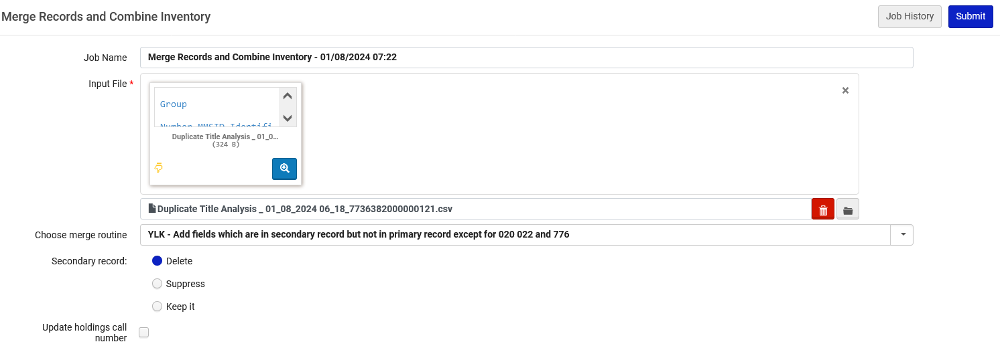 Merge Records and Combine Inventory
Job History
Submit
Job Name
Merge Records and Combine Inventory - 01/08/2024 07:22
Input File *
Group
Number MMSID Identifi
Duplicate Title Analysis _ 01_0...
(324 B)
Duplicate Title Analysis _ 01_08_2024 06_18_7736382000000121.csv
Choose merge routine
YLK - Add fields which are in secondary record but not in primary record except for 020 022 and 776
Secondary record:
Delete
Suppress
Keep it
Update holdings call
number